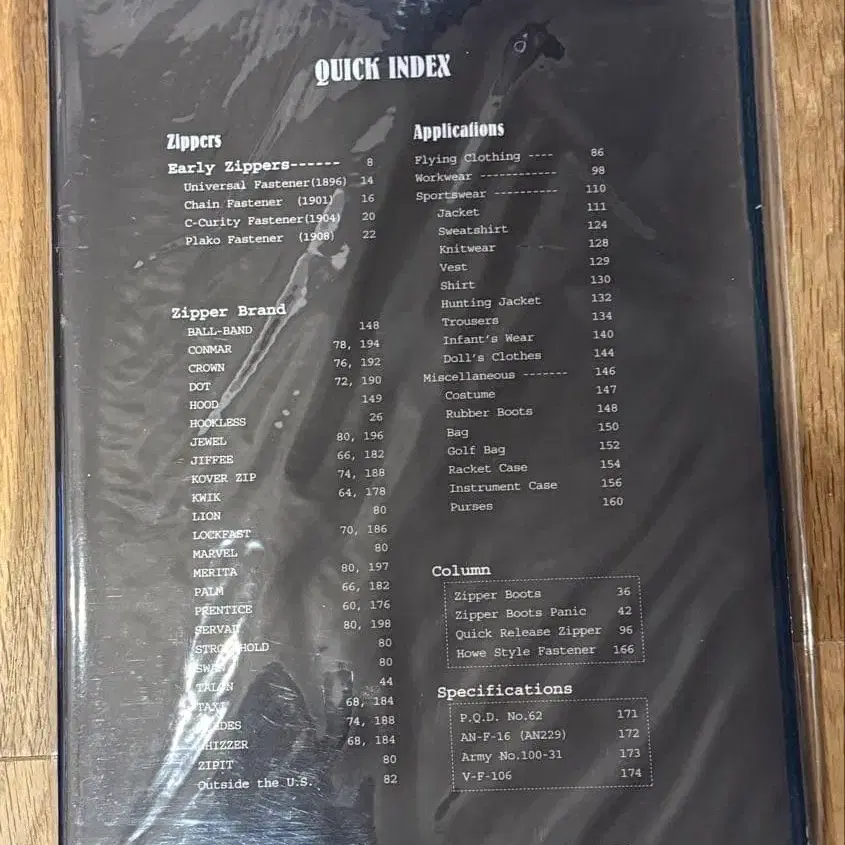 QUICK INDEX
Zippers
Early Zippers------ 8
Universal Fastener(1896) 14
Chain Fastener (1901) 16
C-Curity Fastener(1904) 20
Plako Fastener (1908) 22
Zipper Brand
BALL-BAND 148
CONMAR 78, 194
CROWN 76, 192
DOT 72, 190
HOOD 149
HOOKLESS 26
JEWEL 80, 196
JIFFEE 66, 182
KOVER ZIP 74, 188
KWIK 64, 178
LION 80
LOCKFAST 70, 186
MARVEL 80
MERITA 80, 197
PALM 66, 182
PRENTICE 60, 176
SERVAL 80, 198
80
80
TALON 44
TAXI 68, 184
74, 188
WHIZZER 68, 184
ZIPIT 80
Outside the U.S. 82
Applications
Flying Clothing ---- 86
Workwear ------------ 98
Sportswear ---------- 110
Jacket 111
Sweatshirt 124
Knitwear 128
Vest 129
Shirt 130
Hunting Jacket 132
Trousers 134
Infant's Wear 140
Doll's Clothes 144
Miscellaneous ------- 146
Costume 147
Rubber Boots 148
Bag 150
Golf Bag 152
Racket Case 154
Instrument Case 156
Purses 160
Column
Zipper Boots 36
Zipper Boots Panic 42
Quick Release Zipper 96
Howe Style Fastener 166
Specifications
P.Q.D. No.62 171
AN-F-16 (AN229) 172
Army No.100-31 173
V-F-106 174